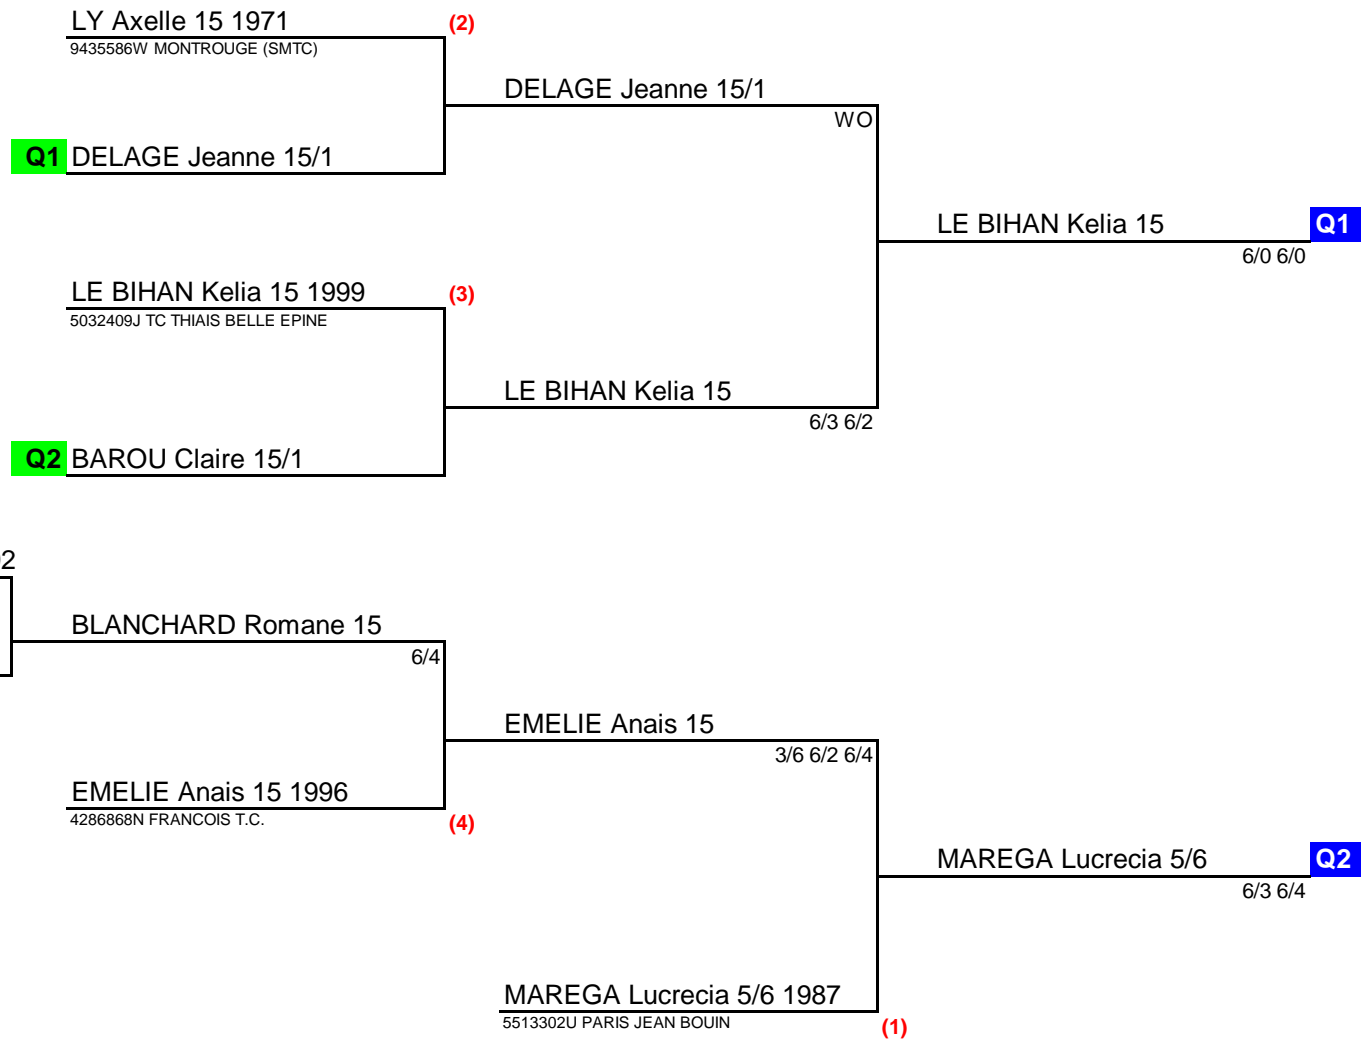 LY Axelle 15 1971
(2)
9435586W MONTROUGE (SMTC)
DELAGE Jeanne 15/1
WO
Q1 DELAGE Jeanne 15/1
LE BIHAN Kelia 15
Q1
6/0 6/0
LE BIHAN Kelia 15 1999
(3)
5032409J TC THIAIS BELLE EPINE
LE BIHAN Kelia 15
6/3 6/2
Q2 BAROU Claire 15/1
2
BLANCHARD Romane 15
6/4
EMELIE Anais 15
3/6 6/2 6/4
EMELIE Anais 15 1996
4286868N FRANCOIS T.C.
(4)
MAREGA Lucrecia 5/6
Q2
6/3 6/4
MAREGA Lucrecia 5/6 1987
5513302U PARIS JEAN BOUIN
(1)